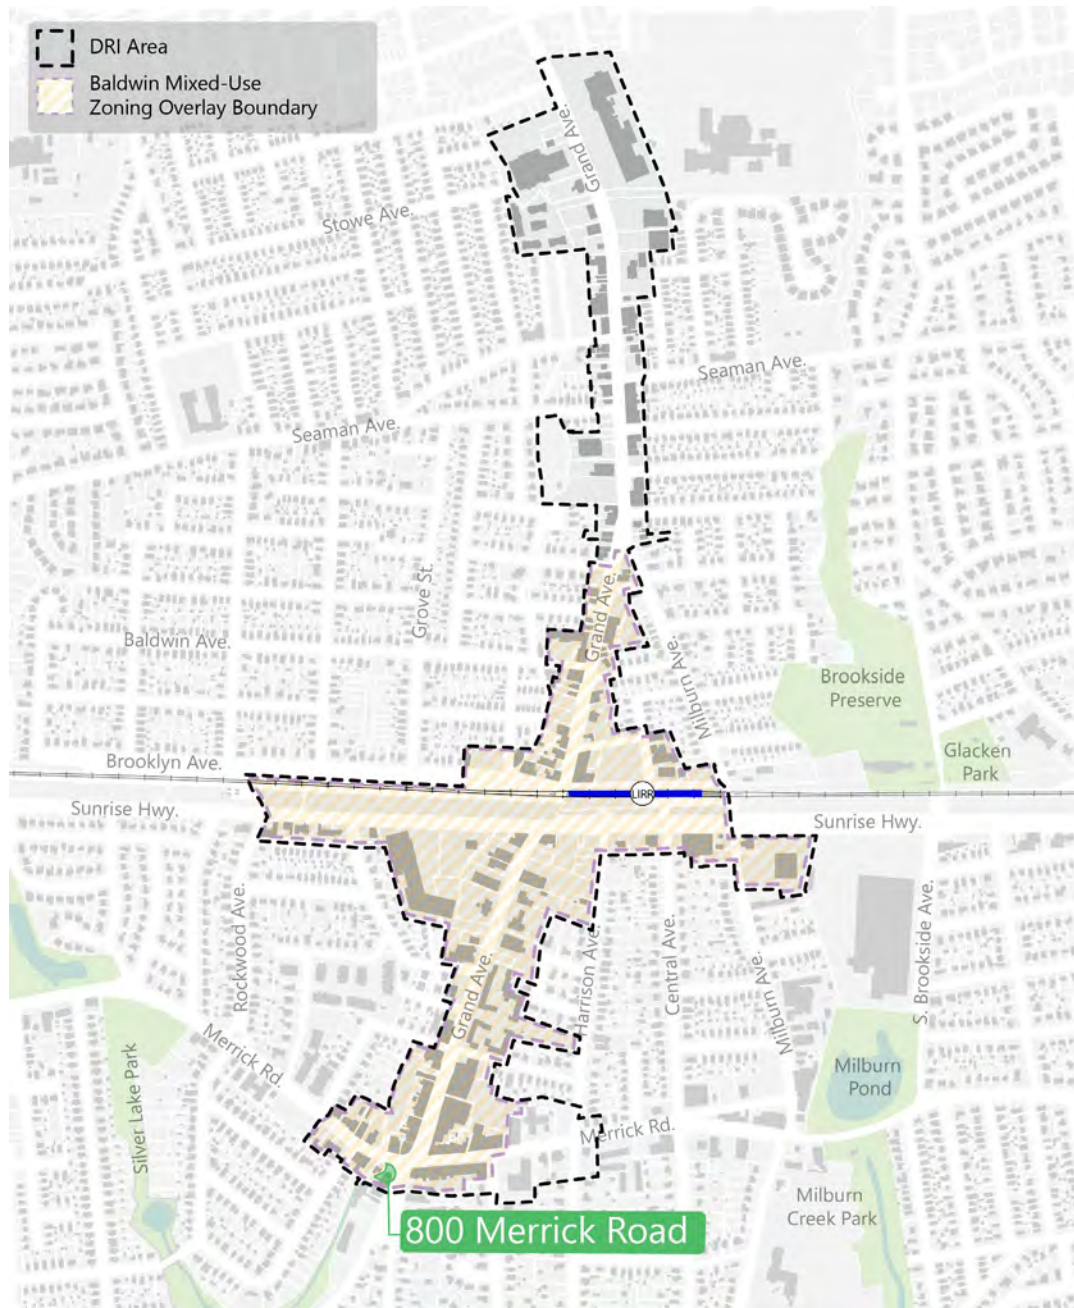 DRI Area
Baldwin Mixed-Use
Zoning Overlay Boundary
Grand Ave.
Stowe Ave.
Seaman Ave.
Seaman Ave.
Grove St.
Grand Ave.
Baldwin Ave.
Milburn Ave.
Brookside
Preserve
Glacken
Park
Brooklyn Ave.
LIRR
Sunrise Hwy.
Sunrise Hwy.
Rockwood Ave.
Grand Ave.
Harrison Ave.
Central Ave.
Milburn Ave.
S. Brookside Ave.
Merrick Rd.
Silver Lake Park
Milburn
Pond
Merrick Rd.
Milburn
Creek Park
800 Merrick Road